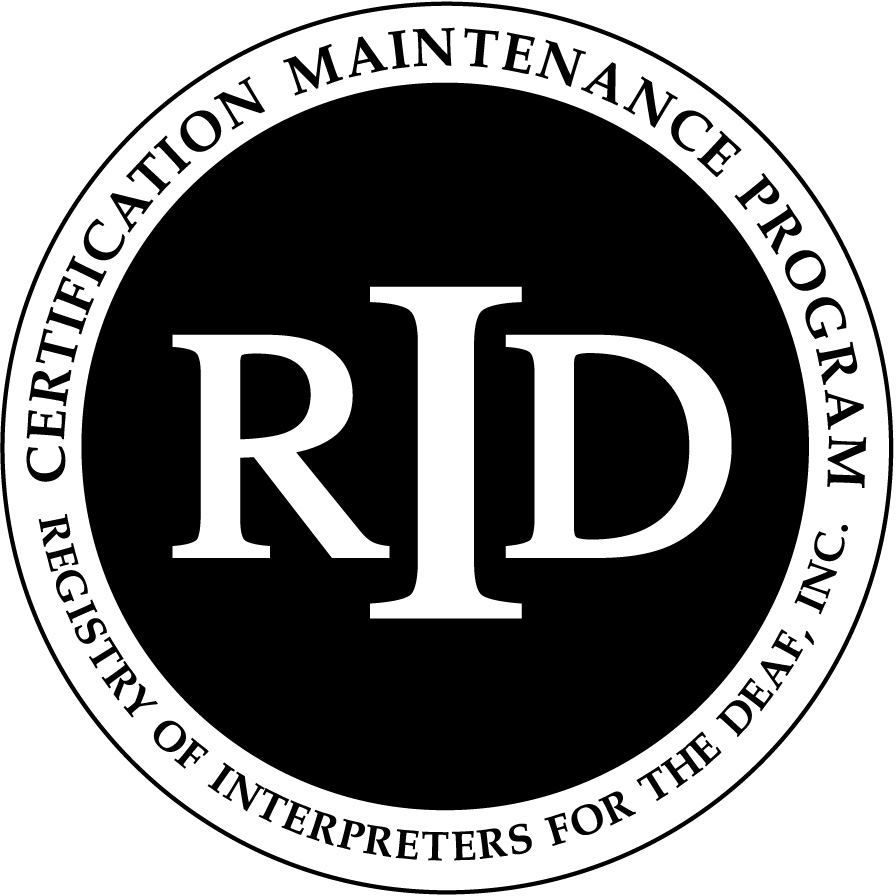 CERTIFICATION MAINTENANCE PROGRAM
RID
REGISTRY OF INTERPRETERS FOR THE DEAF, INC.